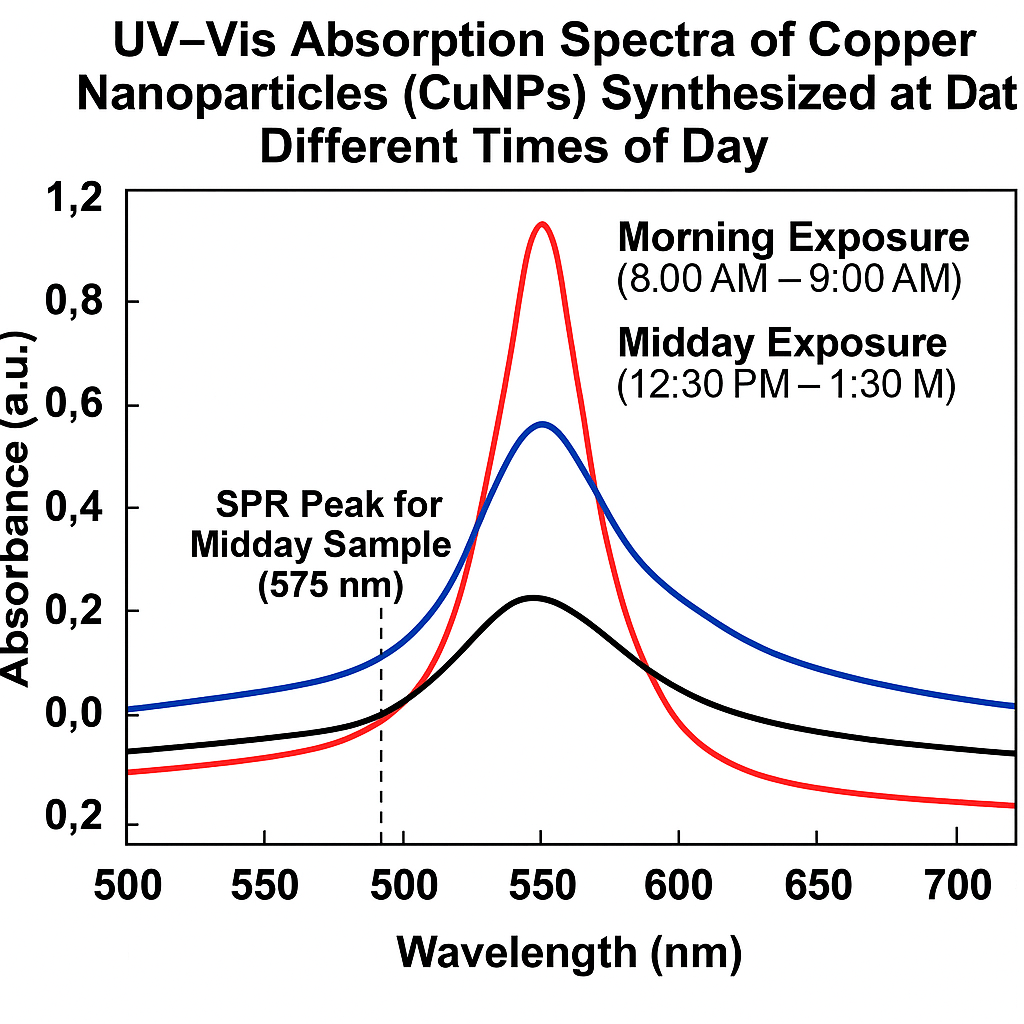 UV–Vis Absorption Spectra of Copper
Nanoparticles (CuNPs) Synthesized at Dat
Different Times of Day
1,2
0,8
0,6
0,4
0,2
0,0
0,2
Absorbance (a.u.)
Morning Exposure
(8.00 AM – 9:00 AM)
Midday Exposure
(12:30 PM – 1:30 M)
SPR Peak for
Midday Sample
(575 nm)
500 550 500 550 600 650 700
Wavelength (nm)